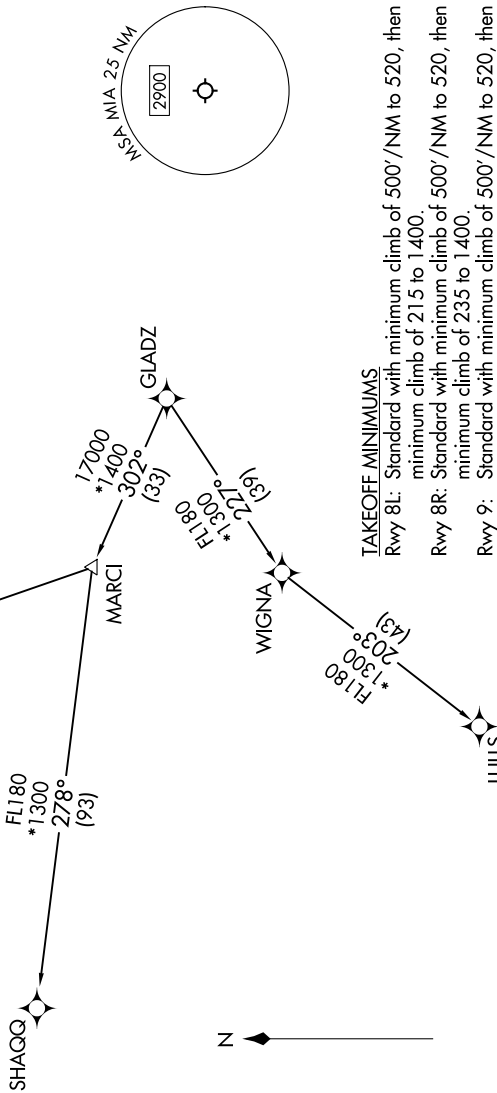 MSA MIA 25 NM
2900
GLADZ
17000
*1400
302°
(33)
MARCI
FL180
*1300
227°
(39)
WIGNA
FL180
*1300
203°
(43)
FL180
*1300
278°
(93)
SHAQQ
N
TAKEOFF MINIMUMS
Rwy 8L: Standard with minimum climb of 500'/NM to 520, then
minimum climb of 215 to 1400.
Rwy 8R: Standard with minimum climb of 500'/NM to 520, then
minimum climb of 235 to 1400.
Rwy 9: Standard with minimum climb of 500'/NM to 520, then